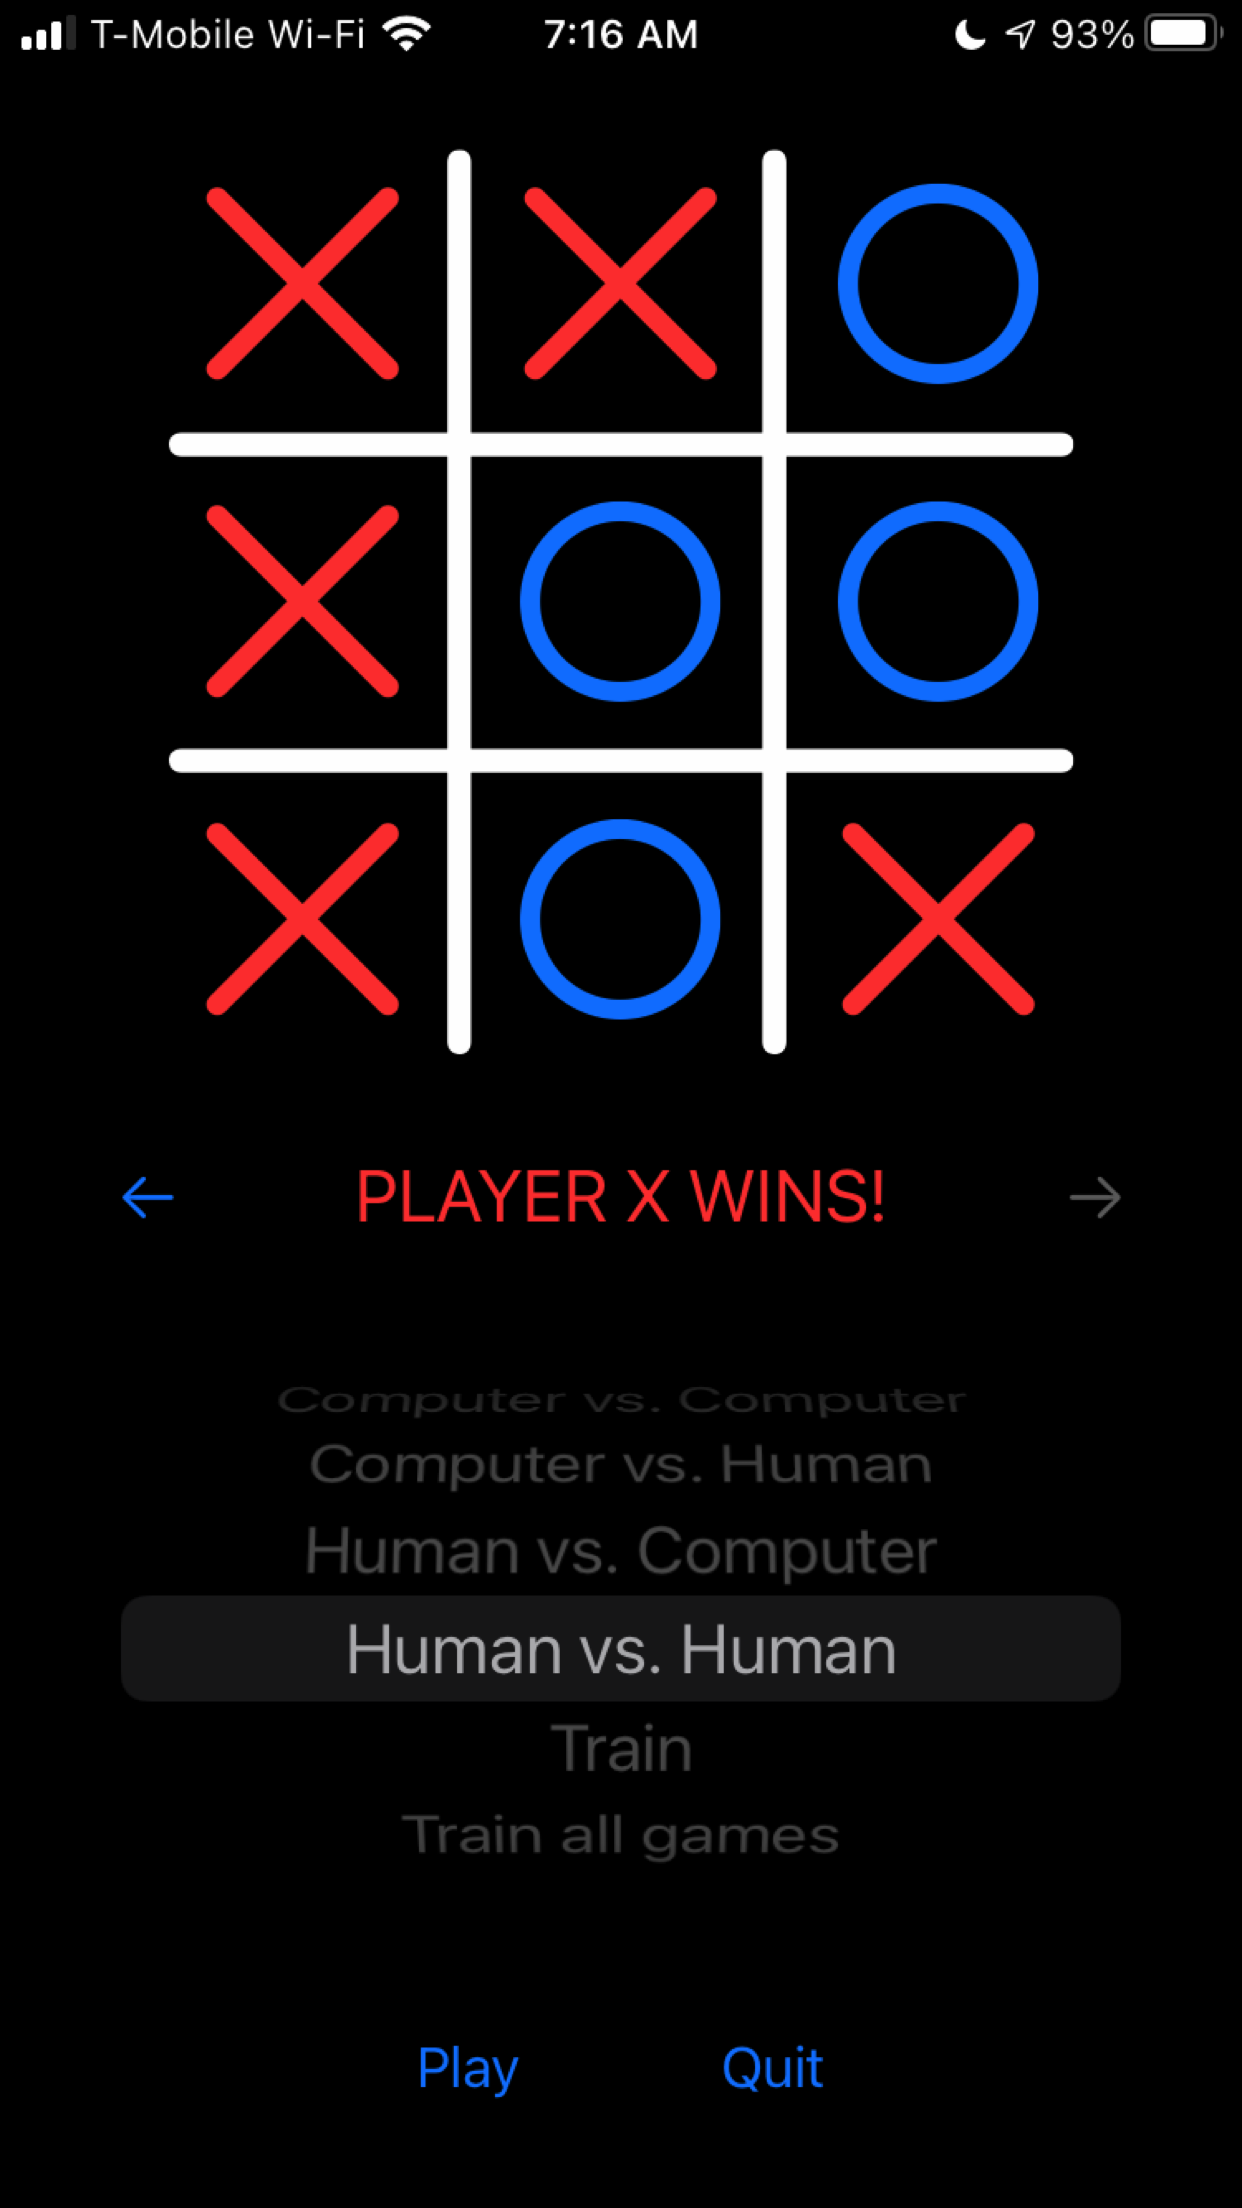 T-Mobile Wi-Fi 7:16 AM 93%
PLAYER X WINS!
Computer vs. Computer
Computer vs. Human
Human vs. Computer
Human vs. Human
Train
Train all games
Play Quit